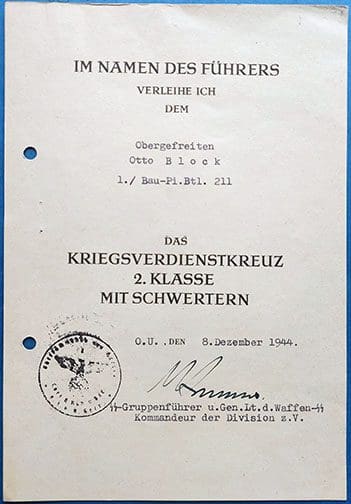 IM NAMEN DES FÜHRERS
VERLEIHE ICH
DEM
Obergefreiten
Otto B l o c k
1./ Bau-Pi.Btl. 211
DAS
KRIEGSVERDIENSTKREUZ
2. KLASSE
MIT SCHWERTERN
O.U. ,DEN 8.Dezember 1944.
ᛋᛋ-Gruppenführer u.Gen.Lt.d.Waffen-ᛋᛋ
Kommandeur der Division z.V.